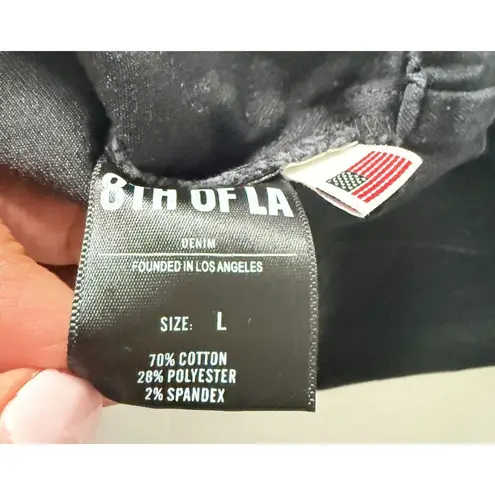 8TH OF LA
DENIM
FOUNDED IN LOS ANGELES
SIZE: L
70% COTTON
28% POLYESTER
2% SPANDEX